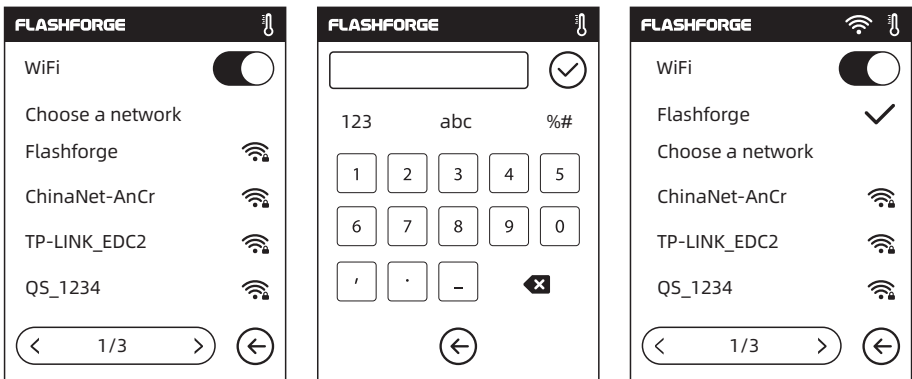 FLASHFORGE
WiFi
Choose a network
Flashforge
ChinaNet-AnCr
TP-LINK_EDC2
QS_1234
< 1/3 >
FLASHFORGE
123 abc %#
1 2 3 4 5
6 7 8 9 0
, . _
FLASHFORGE
WiFi
Flashforge
Choose a network
ChinaNet-AnCr
TP-LINK_EDC2
QS_1234
< 1/3 >